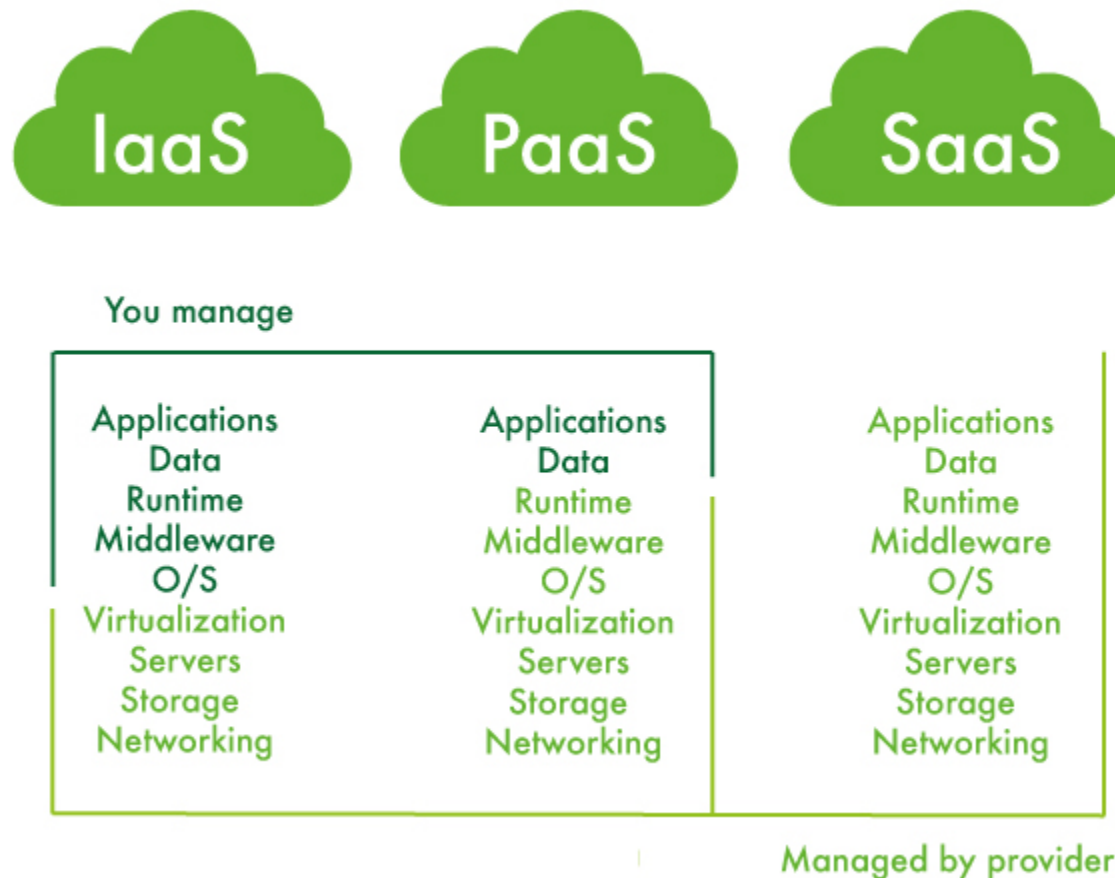 IaaS
PaaS
SaaS
You manage
Applications
Data
Runtime
Middleware
O/S
Virtualization
Servers
Storage
Networking
Applications
Data
Runtime
Middleware
O/S
Virtualization
Servers
Storage
Networking
Applications
Data
Runtime
Middleware
O/S
Virtualization
Servers
Storage
Networking
Managed by provider